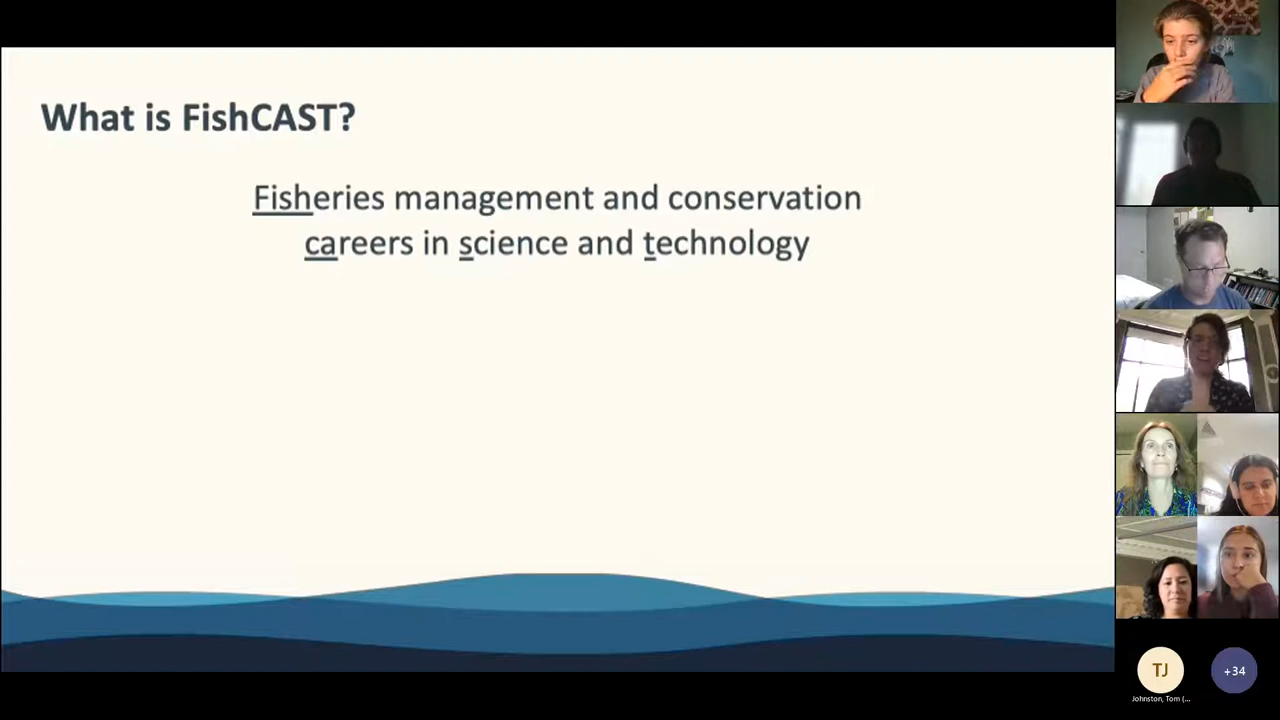 What is FishCAST?
Fisheries management and conservation
careers in science and technology
TJ
+34
Johnston, Tom (...